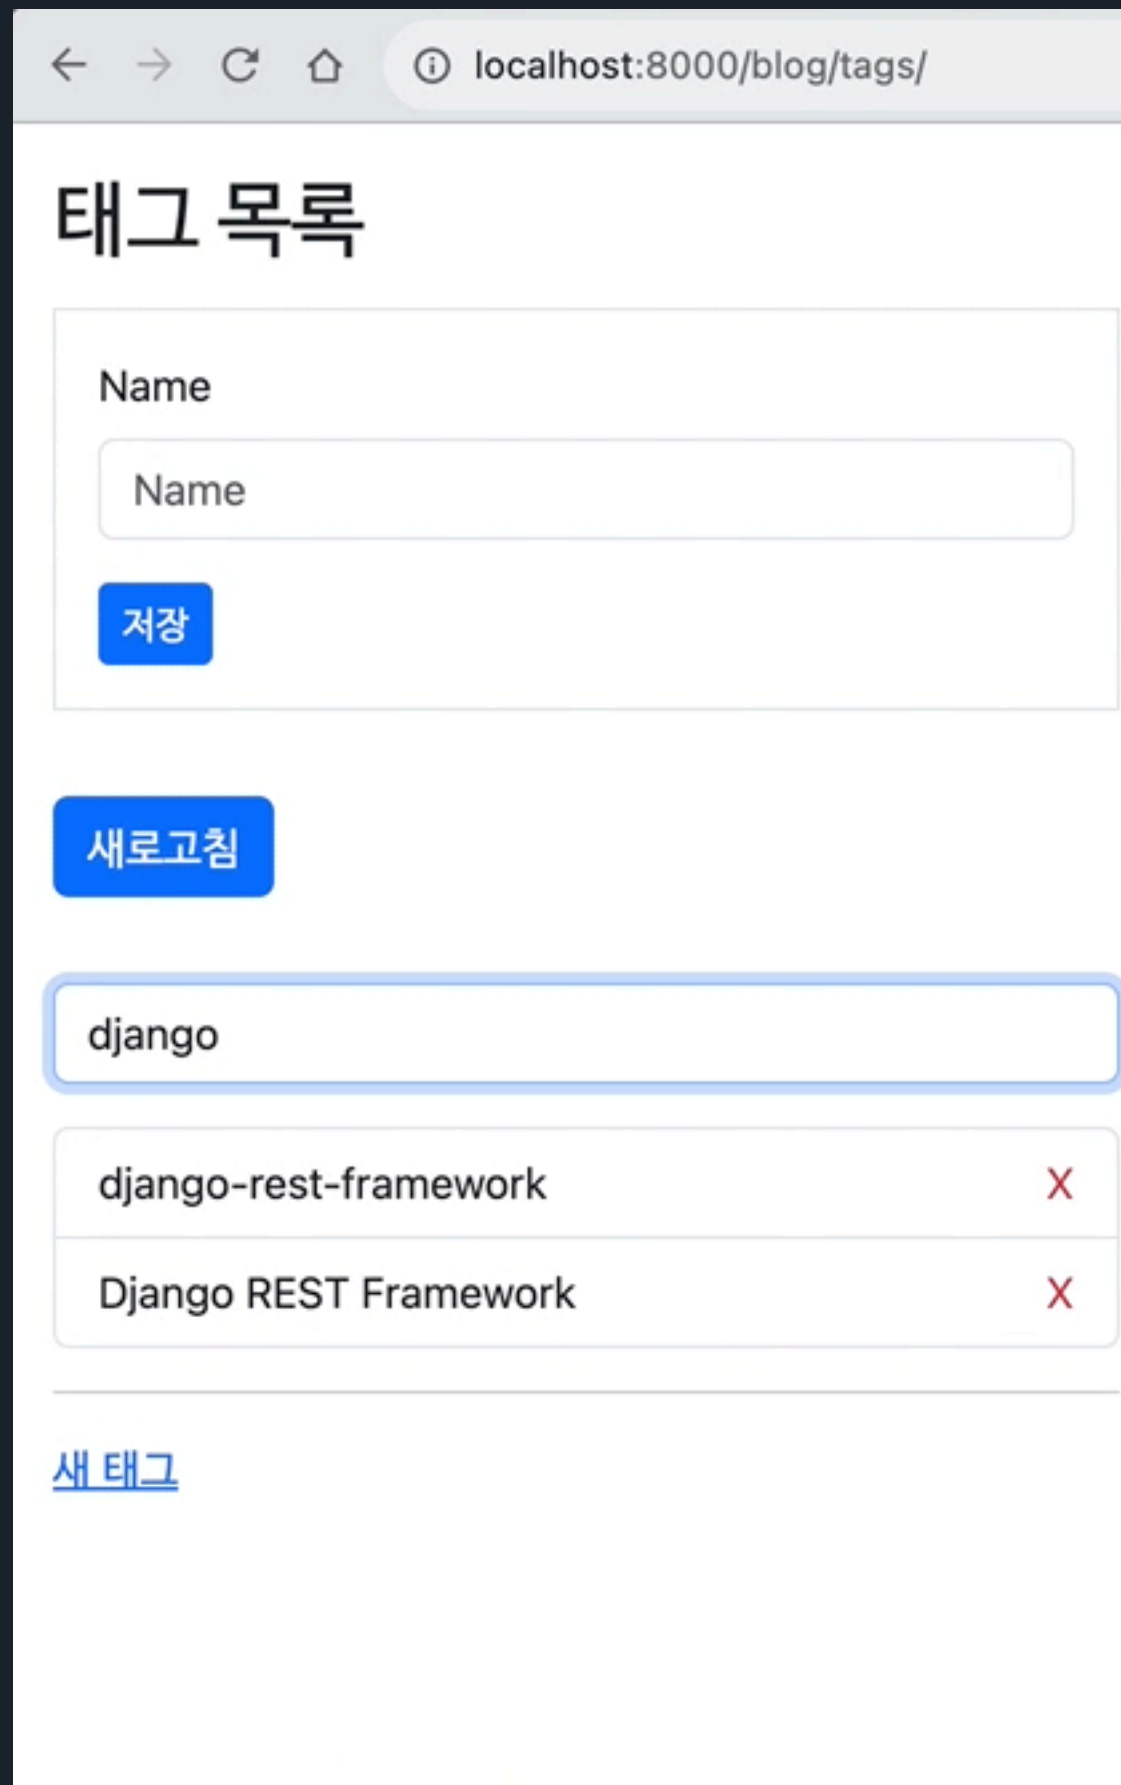 localhost:8000/blog/tags/
태그 목록
Name
Name
저장
새로고침
django
django-rest-framework X
Django REST Framework X
새 태그